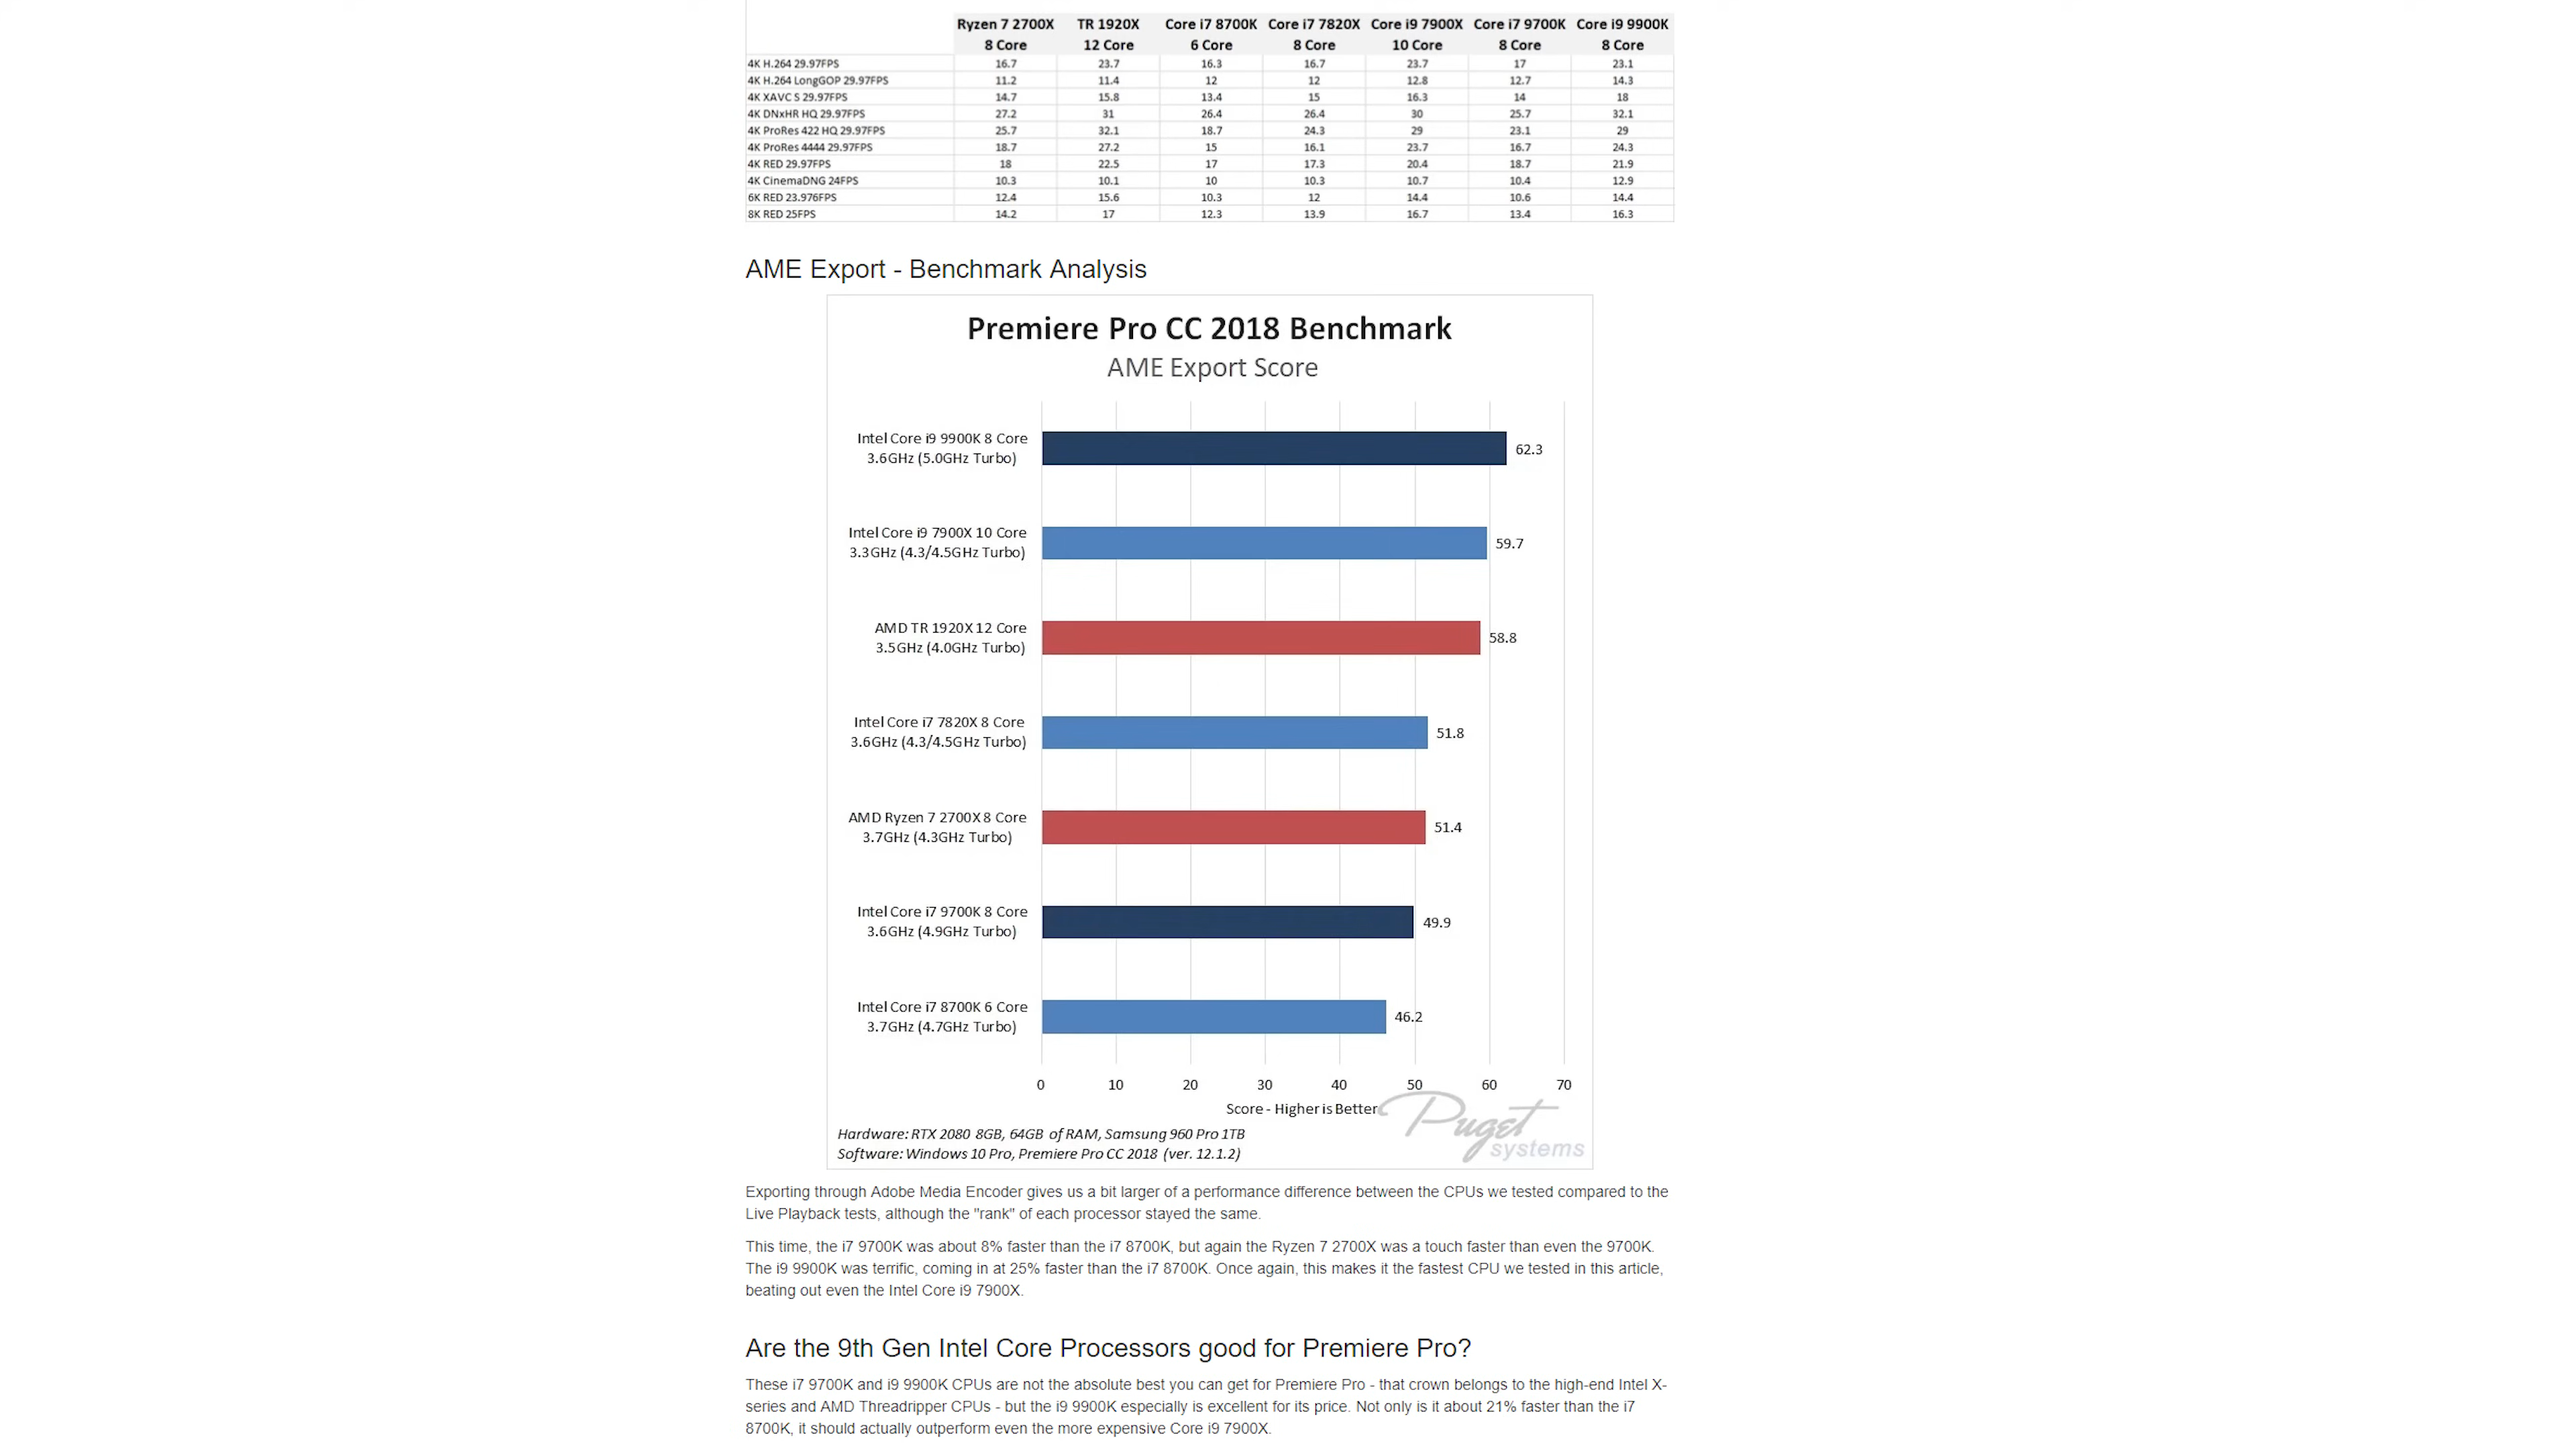 Ryzen 7 2700X TR 1920X Core i7 8700K Core i7 7820X Core i9 7900X Core i7 9700K Core i9 9900K
8 Core 12 Core 6 Core 8 Core 10 Core 8 Core 8 Core
4K H.264 29.97FPS 16.7 23.7 16.3 16.7 23.7 17 23.1
4K H.264 LongGOP 29.97FPS 11.2 11.4 12 12 12.8 12.7 14.3
4K XAVC S 29.97FPS 14.7 15.8 13.4 15 16.3 14 18
4K DNxHR HQ 29.97FPS 27.2 31 26.4 26.4 30 25.7 32.1
4K ProRes 422 HQ 29.97FPS 25.7 32.1 18.7 24.3 29 23.1 29
4K ProRes 4444 29.97FPS 18.7 27.2 15 16.1 23.7 16.7 24.3
4K RED 29.97FPS 18 22.5 17 17.3 20.4 18.7 21.9
4K CinemaDNG 24FPS 10.3 10.1 10 10.3 10.7 10.4 12.9
6K RED 23.976FPS 12.4 15.6 10.3 12 14.4 10.6 14.4
8K RED 25FPS 14.2 17 12.3 13.9 16.7 13.4 16.3
AME Export - Benchmark Analysis
Premiere Pro CC 2018 Benchmark
AME Export Score
Intel Core i9 9900K 8 Core
3.6GHz (5.0GHz Turbo)
62.3
Intel Core i9 7900X 10 Core
3.3GHz (4.3/4.5GHz Turbo)
59.7
AMD TR 1920X 12 Core
3.5GHz (4.0GHz Turbo)
58.8
Intel Core i7 7820X 8 Core
3.6GHz (4.3/4.5GHz Turbo)
51.8
AMD Ryzen 7 2700X 8 Core
3.7GHz (4.3GHz Turbo)
51.4
Intel Core i7 9700K 8 Core
3.6GHz (4.9GHz Turbo)
49.9
Intel Core i7 8700K 6 Core
3.7GHz (4.7GHz Turbo)
46.2
0 10 20 30 40 50 60 70
Score - Higher is Better
Puget
systems
Hardware: RTX 2080 8GB, 64GB of RAM, Samsung 960 Pro 1TB
Software: Windows 10 Pro, Premiere Pro CC 2018 (ver. 12.1.2)
Exporting through Adobe Media Encoder gives us a bit larger of a performance difference between the CPUs we tested compared to the
Live Playback tests, although the "rank" of each processor stayed the same.
This time, the i7 9700K was about 8% faster than the i7 8700K, but again the Ryzen 7 2700X was a touch faster than even the 9700K.
The i9 9900K was terrific, coming in at 25% faster than the i7 8700K. Once again, this makes it the fastest CPU we tested in this article,
beating out even the Intel Core i9 7900X.
Are the 9th Gen Intel Core Processors good for Premiere Pro?
These i7 9700K and i9 9900K CPUs are not the absolute best you can get for Premiere Pro - that crown belongs to the high-end Intel X-
series and AMD Threadripper CPUs - but the i9 9900K especially is excellent for its price. Not only is it about 21% faster than the i7
8700K, it should actually outperform even the more expensive Core i9 7900X.